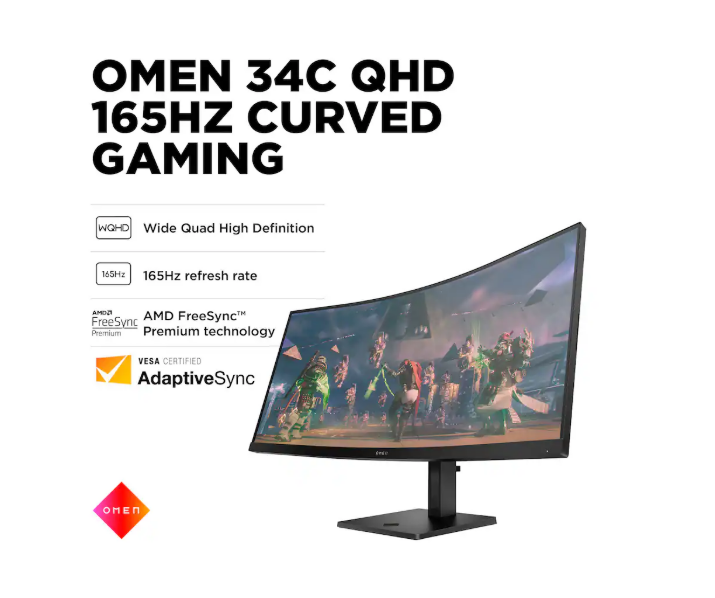 OMEN 34C QHD
165HZ CURVED
GAMING
WQHD Wide Quad High Definition
165Hz 165Hz refresh rate
AMD
FreeSync
Premium
AMD FreeSync™
Premium technology
VESA CERTIFIED
AdaptiveSync
OMEN
OMEN